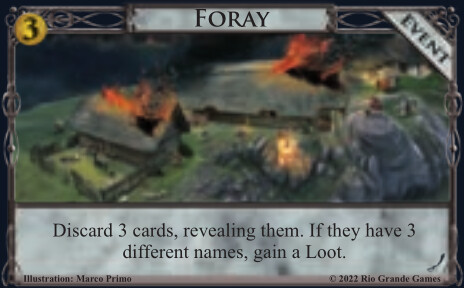 FORAY
3
EVENT
Discard 3 cards, revealing them. If they have 3
different names, gain a Loot.
Illustration: Marco Primo
© 2022 Rio Grande Games